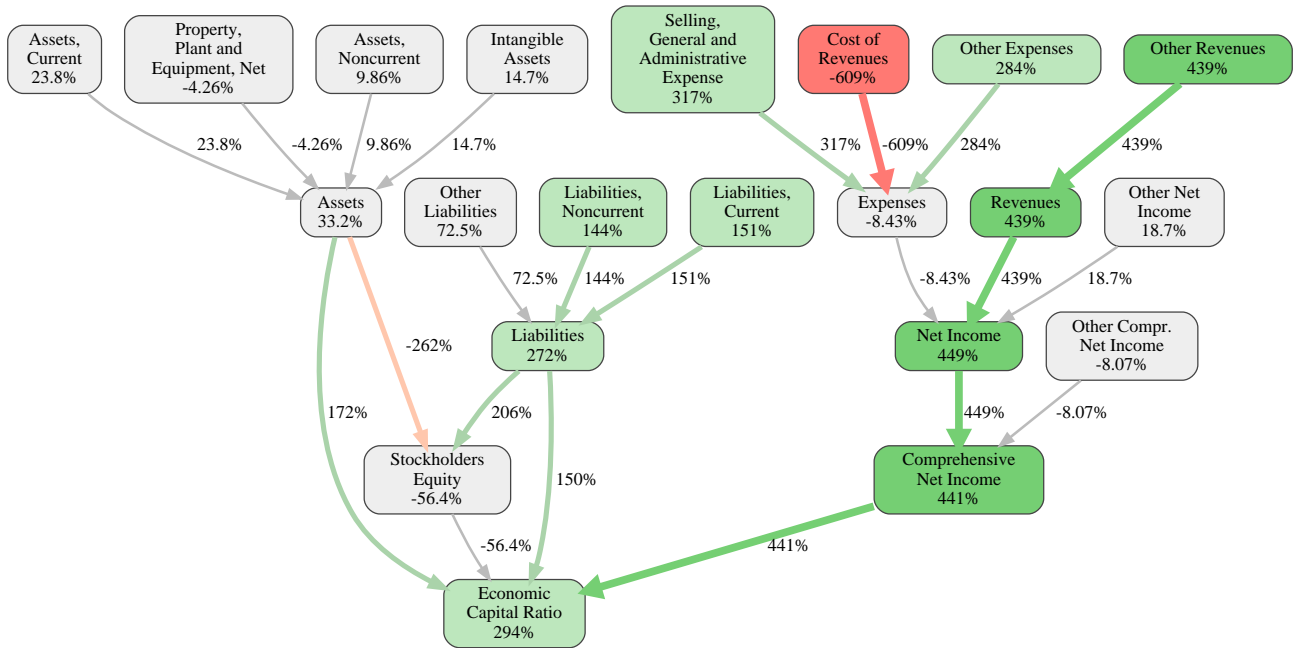 Assets,
Current
23.8%
Property,
Plant and
Equipment, Net
-4.26%
Assets,
Noncurrent
9.86%
Intangible
Assets
14.7%
Selling,
General and
Administrative
Expense
317%
Cost of
Revenues
-609%
Other Expenses
284%
Other Revenues
439%
23.8%
-4.26%
9.86%
14.7%
317%
-609%
284%
439%
Assets
33.2%
Other
Liabilities
72.5%
Liabilities,
Noncurrent
144%
Liabilities,
Current
151%
Expenses
-8.43%
Revenues
439%
Other Net
Income
18.7%
72.5%
144%
151%
-8.43%
439%
18.7%
-262%
Liabilities
272%
Net Income
449%
Other Compr.
Net Income
-8.07%
172%
206%
449%
-8.07%
Stockholders
Equity
-56.4%
150%
Comprehensive
Net Income
441%
-56.4%
441%
Economic
Capital Ratio
294%